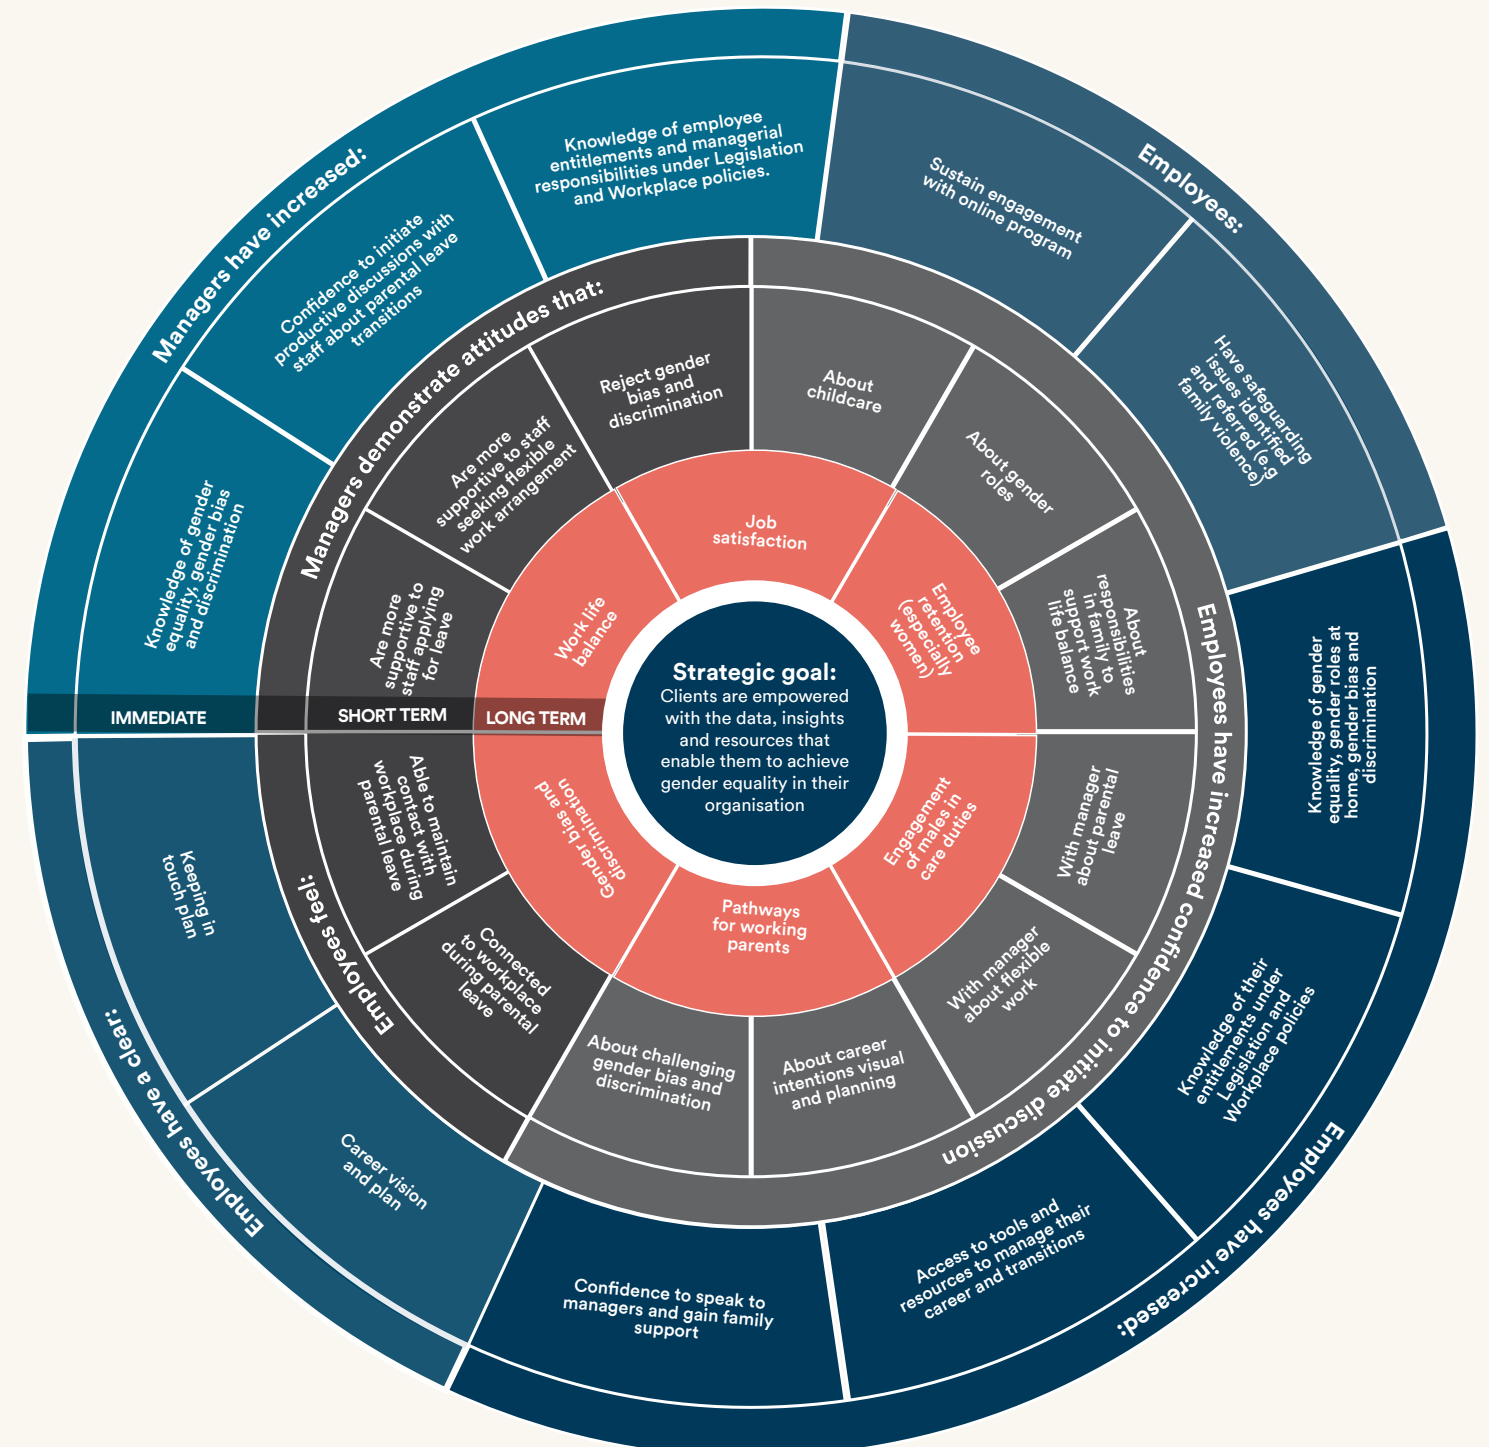 Managers have increased:
Knowledge of gender
equality, gender bias
and discrimination
Confidence to initiate
productive discussions with
staff about parental leave
transitions
Knowledge of employee
entitlements and managerial
responsibilities under Legislation
and Workplace policies.
Employees:
Sustain engagement
with online program
Have safeguarding
issues identified
and referred (e.g
family violence)
Employees have increased:
Knowledge of gender
equality, gender roles at
home, gender bias and
discrimination
Knowledge of their
entitlements under
Legislation and
Workplace policies
Access to tools and
resources to manage their
career and transitions
Confidence to speak to
managers and gain family
support
Employees have a clear:
Career vision
and plan
Keeping in
touch plan
Managers demonstrate attitudes that:
Are more
supportive to
staff applying
for leave
Are more
supportive to staff
seeking flexible
work arrangement
Reject gender
bias and
discrimination
Employees have increased confidence to initiate discussion
About
childcare
About gender
roles
About
responsibilities
in family to
support work
life balance
With manager
about parental
leave
With manager
about flexible
work
About career
intentions visual
and planning
About challenging
gender bias and
discrimination
Employees feel:
Connected
to workplace
during parental
leave
Able to maintain
contact with
workplace during
parental leave
IMMEDIATE
SHORT TERM
LONG TERM
Work life
balance
Job
satisfaction
Employee
retention
(especially
women)
Engagement
of males in
care duties
Pathways
for working
parents
Gender bias and
discrimination
Strategic goal:
Clients are empowered
with the data, insights
and resources that
enable them to achieve
gender equality in their
organisation